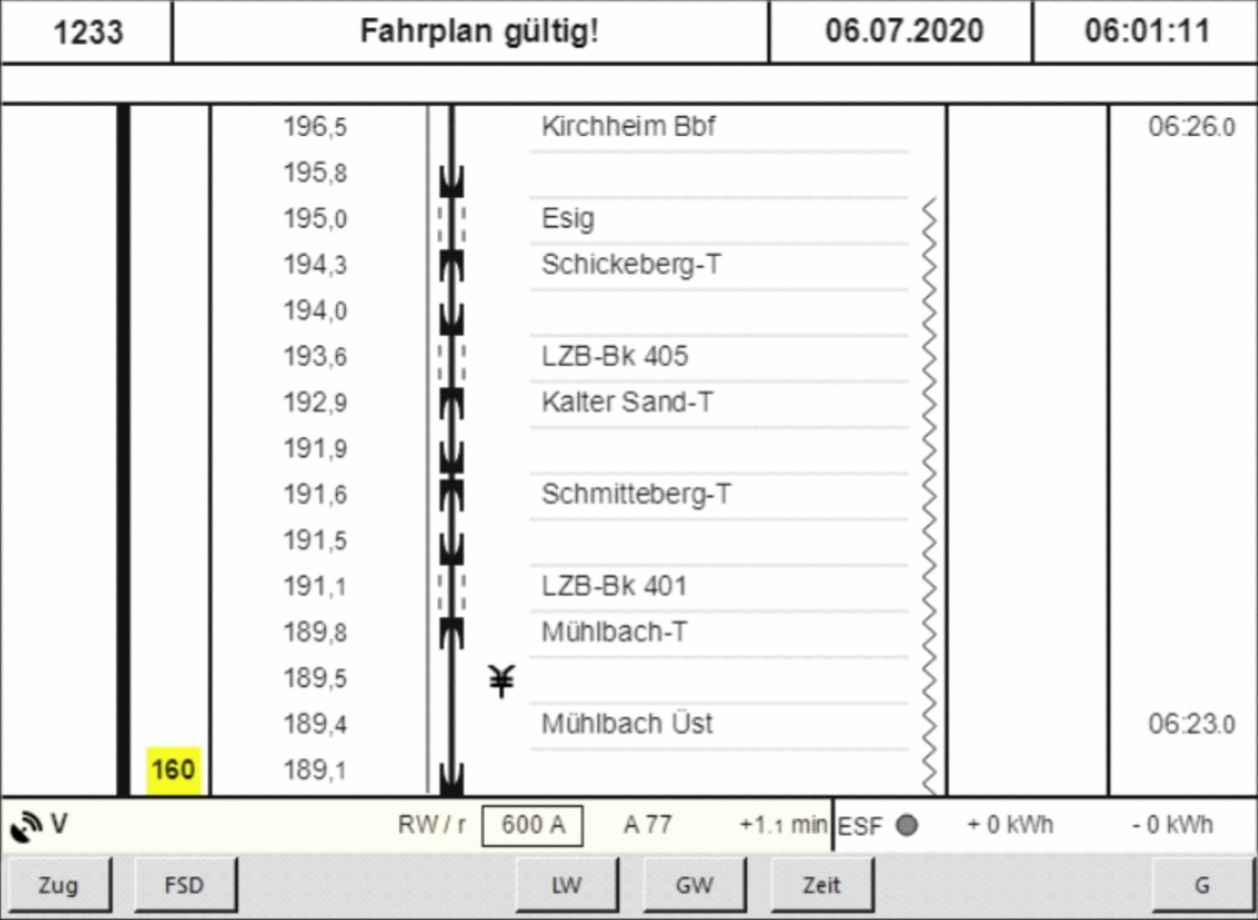 1233 Fahrplan gültig! 06.07.2020 06:01:11
196,5 Kirchheim Bbf 06:26.0
195,8
195,0 Esig
194,3 Schickeberg-T
194,0
193,6 LZB-Bk 405
192,9 Kalter Sand-T
191,9
191,6 Schmitteberg-T
191,5
191,1 LZB-Bk 401
189,8 Mühlbach-T
189,5 ¥
189,4 Mühlbach Üst 06:23.0
160 189,1
V RW / r 600 A A 77 +1.1 min ESF + 0 kWh - 0 kWh
Zug FSD LW GW Zeit G